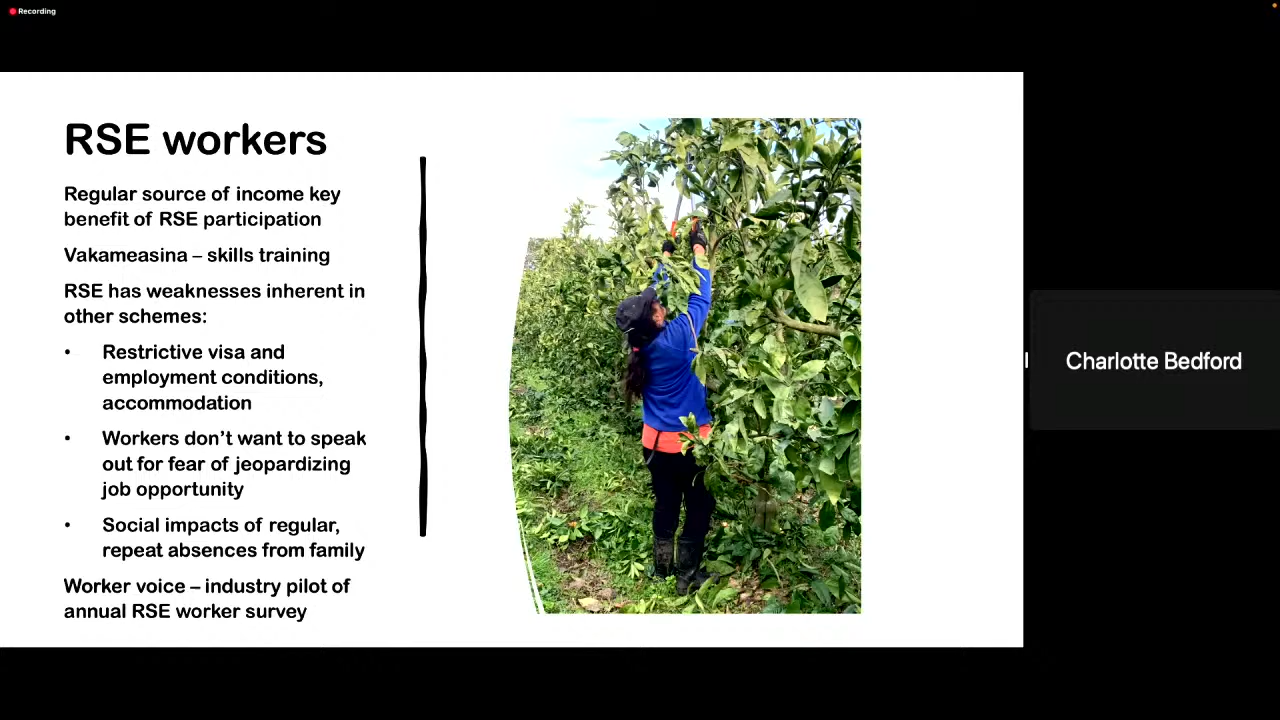 Recording
RSE workers
Regular source of income key
benefit of RSE participation
Vakameasina – skills training
RSE has weaknesses inherent in
other schemes:
• Restrictive visa and
employment conditions,
accommodation
• Workers don’t want to speak
out for fear of jeopardizing
job opportunity
• Social impacts of regular,
repeat absences from family
Worker voice – industry pilot of
annual RSE worker survey
Charlotte Bedford